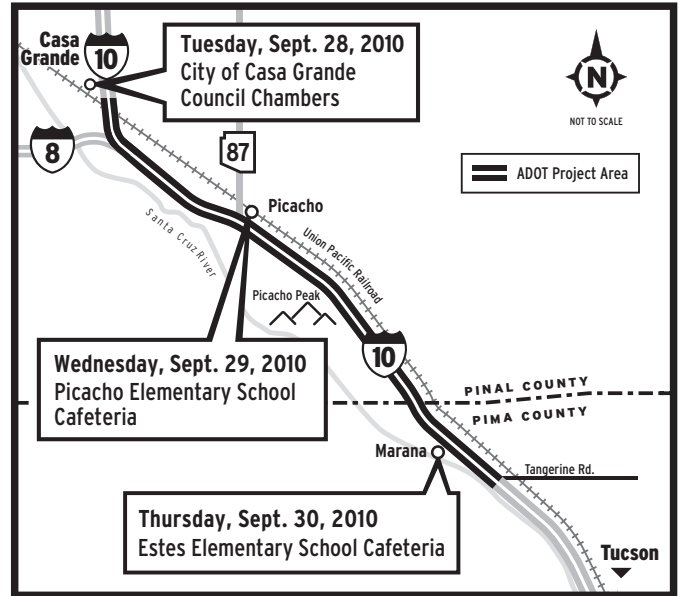 Casa
Grande
10
Tuesday, Sept. 28, 2010
City of Casa Grande
Council Chambers
N
NOT TO SCALE
8
87
ADOT Project Area
Picacho
Santa Cruz River
Union Pacific Railroad
Picacho Peak
Wednesday, Sept. 29, 2010
Picacho Elementary School
Cafeteria
10
PINAL COUNTY
PIMA COUNTY
Marana
Tangerine Rd.
Thursday, Sept. 30, 2010
Estes Elementary School Cafeteria
Tucson